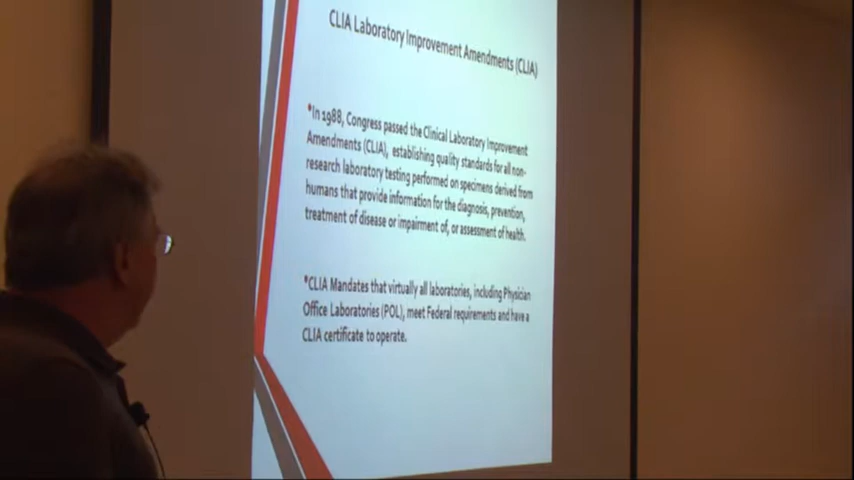 CLIA Laboratory Improvement Amendments (CLIA)
•In 1988, Congress passed the Clinical Laboratory Improvement
Amendments (CLIA), establishing quality standards for all non-
research laboratory testing performed on specimens derived from
humans that provide information for the diagnosis, prevention,
treatment of disease or impairment of, or assessment of health.
•CLIA Mandates that virtually all laboratories, including Physician
Office Laboratories (POL), meet Federal requirements and have a
CLIA certificate to operate.